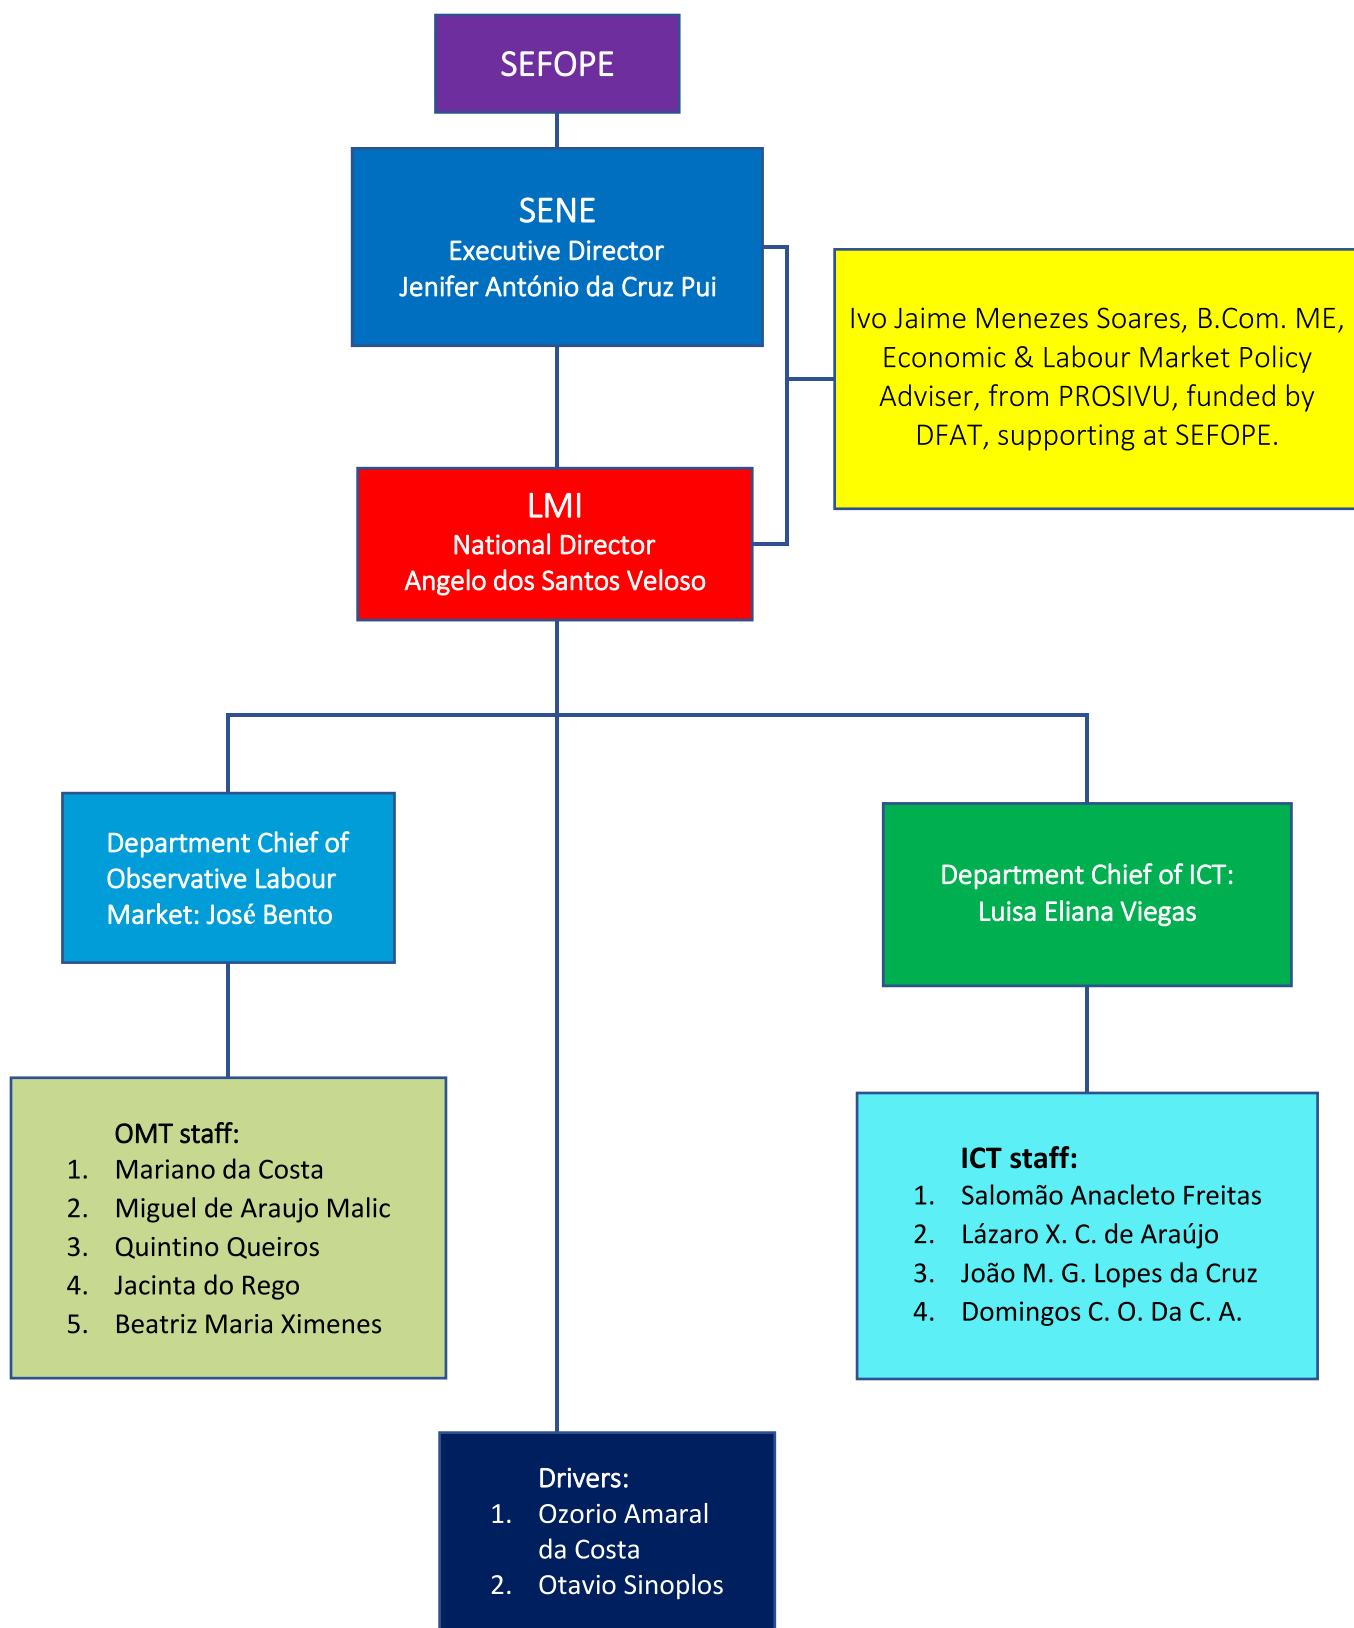 SEFOPE
SENE
Executive Director
Jenifer António da Cruz Pui
Ivo Jaime Menezes Soares, B.Com. ME,
Economic & Labour Market Policy
Adviser, from PROSIVU, funded by
DFAT, supporting at SEFOPE.
LMI
National Director
Angelo dos Santos Veloso
Department Chief of
Observative Labour
Market: José Bento
Department Chief of ICT:
Luisa Eliana Viegas
OMT staff:
1. Mariano da Costa
2. Miguel de Araujo Malic
3. Quintino Queiros
4. Jacinta do Rego
5. Beatriz Maria Ximenes
ICT staff:
1. Salomão Anacleto Freitas
2. Lázaro X. C. de Araújo
3. João M. G. Lopes da Cruz
4. Domingos C. O. Da C. A.
Drivers:
1. Ozorio Amaral
da Costa
2. Otavio Sinoplos